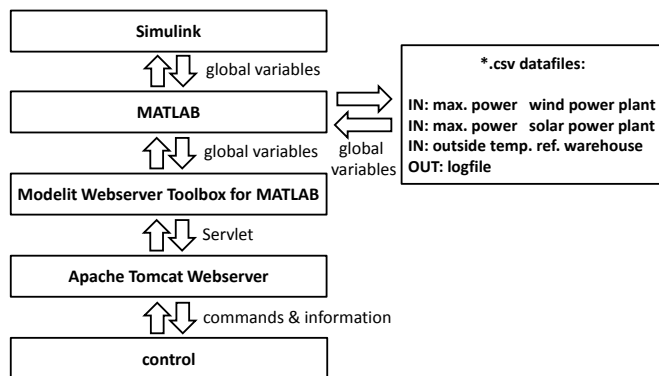 Simulink
global variables
MATLAB
global variables
Modelit Webserver Toolbox for MATLAB
Servlet
Apache Tomcat Webserver
commands & information
control
global
variables
*.csv datafiles:
IN: max. power wind power plant
IN: max. power solar power plant
IN: outside temp. ref. warehouse
OUT: logfile